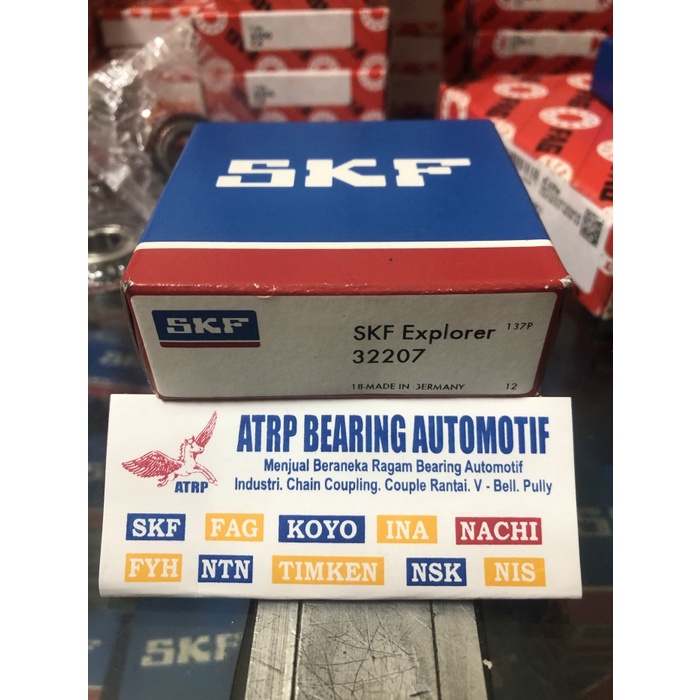 SKF
SKF
SKF Explorer 137P
32207
18-MADE IN GERMANY 12
ATRP BEARING AUTOMOTIF
Menjual Beraneka Ragam Bearing Automotif
Industri. Chain Coupling. Couple Rantai. V - Bell. Pully
ATRP
SKF FAG KOYO INA NACHI
FYH NTN TIMKEN NSK NIS
FAG
SKF